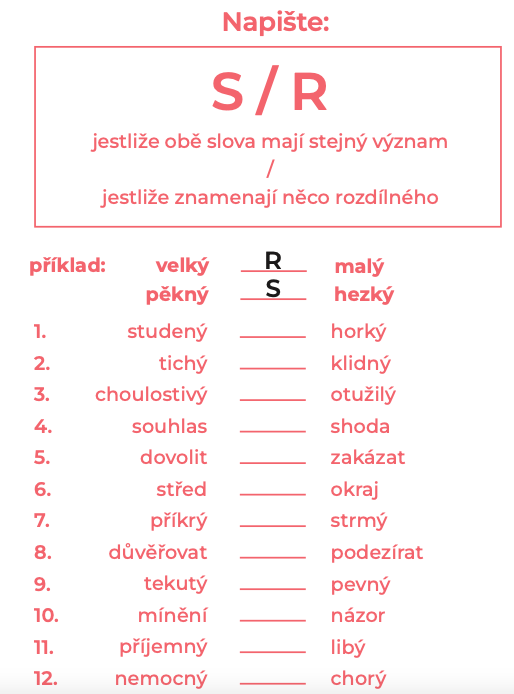 Napište:
S / R
jestliže obě slova mají stejný význam
/
jestliže znamenají něco rozdílného
příklad: velký R malý
pěkný S hezký
1. studený ______ horký
2. tichý ______ klidný
3. choulostivý ______ otužilý
4. souhlas ______ shoda
5. dovolit ______ zakázat
6. střed ______ okraj
7. příkrý ______ strmý
8. důvěřovat ______ podezírat
9. tekutý ______ pevný
10. mínění ______ názor
11. příjemný ______ libý
12. nemocný ______ chorý